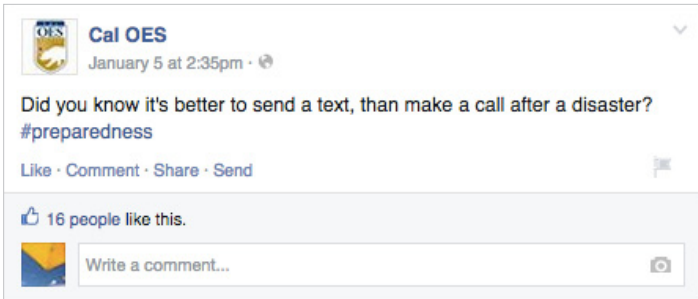 OES
Cal OES
January 5 at 2:35pm ·
Did you know it's better to send a text, than make a call after a disaster?
#preparedness
Like · Comment · Share · Send
16 people like this.
Write a comment...